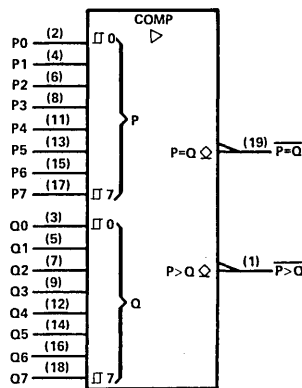 COMP
P0 (2) 0
P1 (4)
P2 (6)
P3 (8)
P4 (11) P
P5 (13) P=Q (19) P=Q
P6 (15)
P7 (17) 7
Q0 (3) 0
Q1 (5)
Q2 (7) P>Q (1) P>Q
Q3 (9)
Q4 (12) Q
Q5 (14)
Q6 (16)
Q7 (18) 7